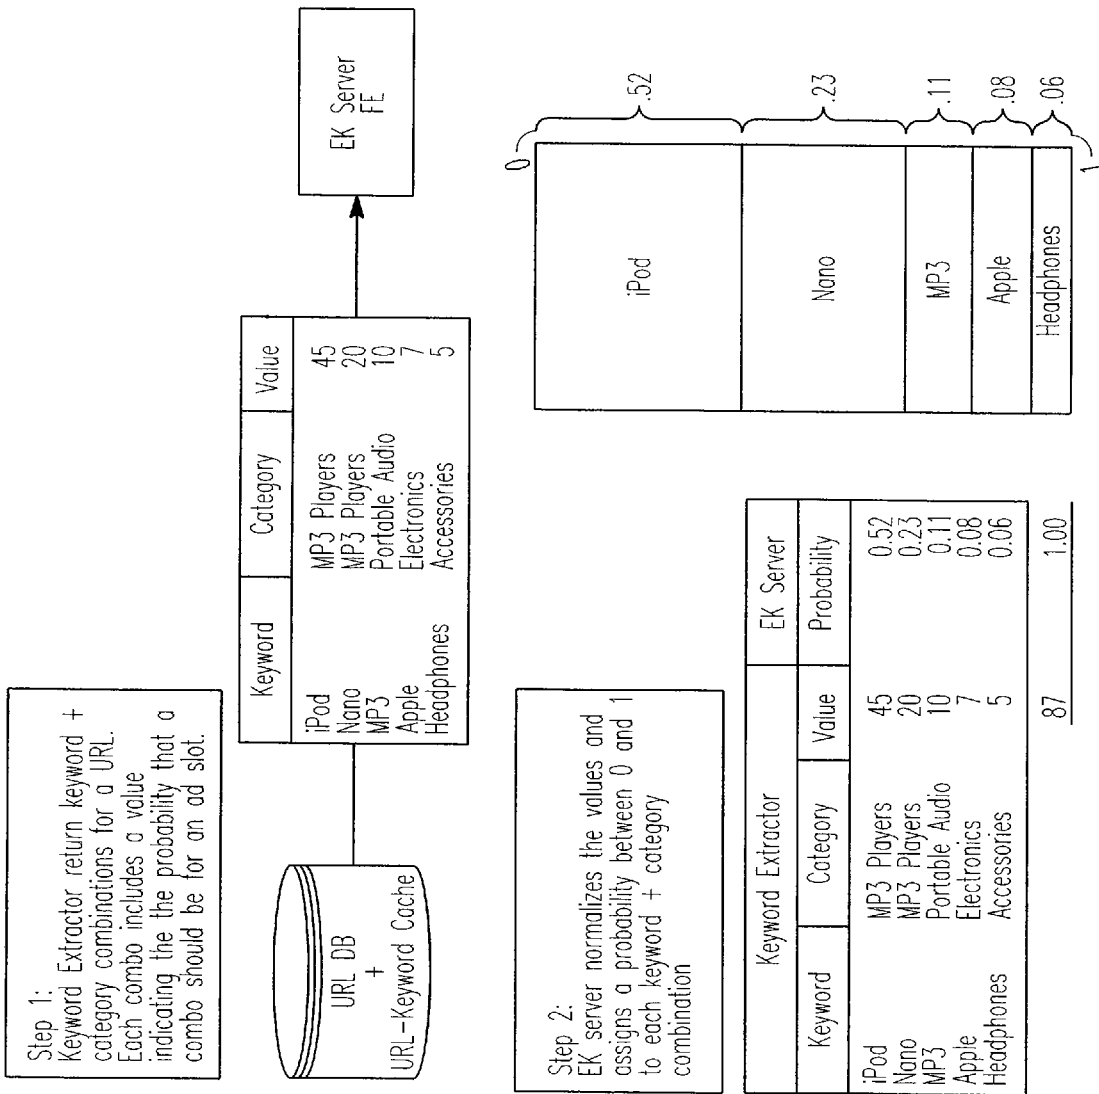 Step 1:
Keyword Extractor return keyword +
category combinations for a URL.
Each combo includes a value
indicating the the probability that a
combo should be for an ad slot.
URL DB
+
URL-Keyword Cache
Keyword Category Value
iPod MP3 Players 45
Nano MP3 Players 20
MP3 Portable Audio 10
Apple Electronics 7
Headphones Accessories 5
EK Server
FE
Step 2:
EK server normalizes the values and
assigns a probability between 0 and 1
to each keyword + category
combination
Keyword Extractor EK Server
Keyword Category Value Probability
iPod MP3 Players 45 0.52
Nano MP3 Players 20 0.23
MP3 Portable Audio 10 0.11
Apple Electronics 7 0.08
Headphones Accessories 5 0.06
87 1.00
0
iPod .52
Nano .23
MP3 .11
Apple .08
Headphones .06
1